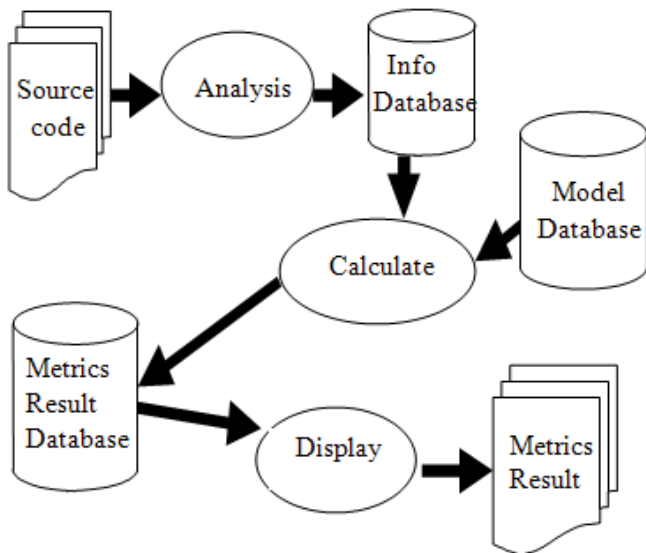 Source
code
Analysis
Info
Database
Model
Database
Calculate
Metrics
Result
Database
Display
Metrics
Result